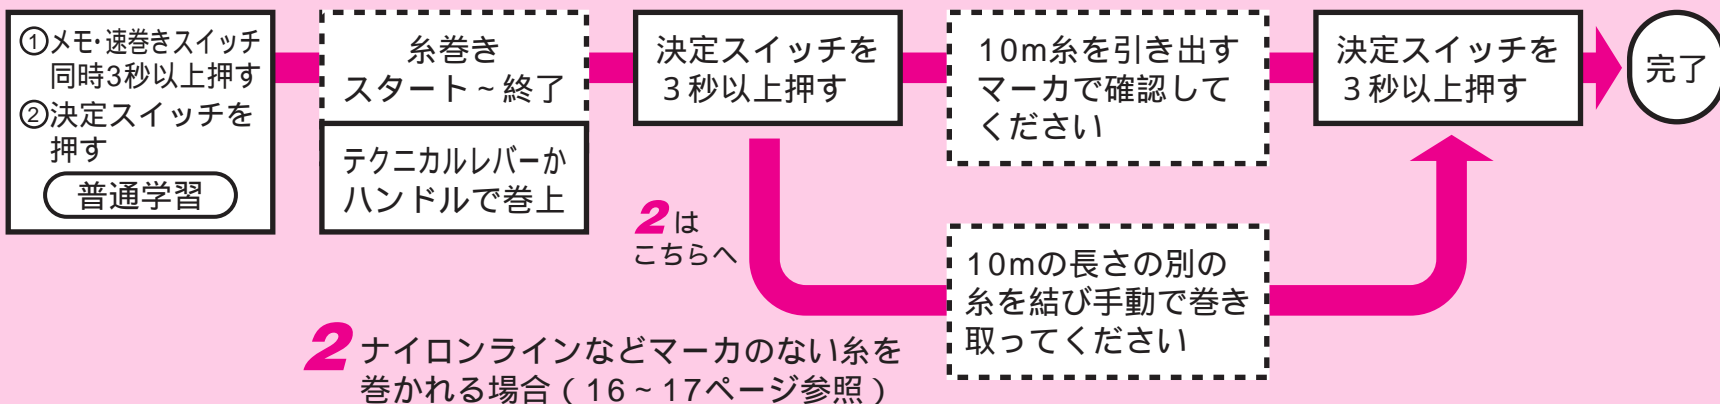 ①メモ・速巻きスイッチ
同時3秒以上押す
②決定スイッチを
押す
普通学習
糸巻き
スタート~終了
テクニカルレバーか
ハンドルで巻上
決定スイッチを
3秒以上押す
10m糸を引き出す
マーカで確認して
ください
決定スイッチを
3秒以上押す
完了
2は
こちらへ
10mの長さの別の
糸を結び手動で巻き
取ってください
2 ナイロンラインなどマーカのない糸を
巻かれる場合(16~17ページ参照)